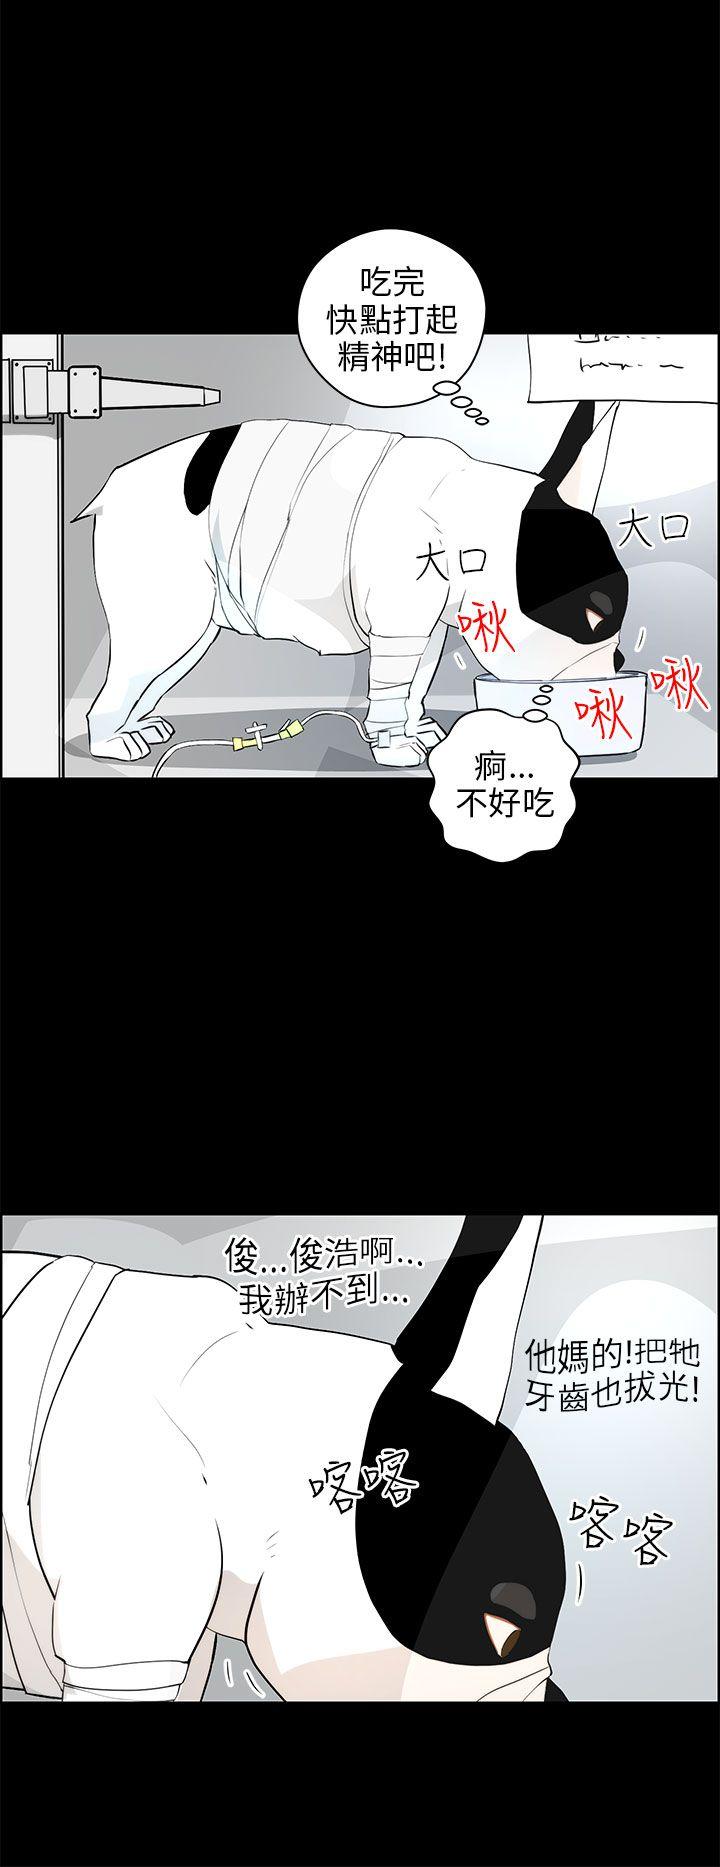 吃完
快點打起
精神吧!
大口
大口
啾
啾
啾
痾...
不好吃
俊...俊浩啊...
我辦不到...
他媽的!把牠
牙齒也拔光!
喀喀
喀喀